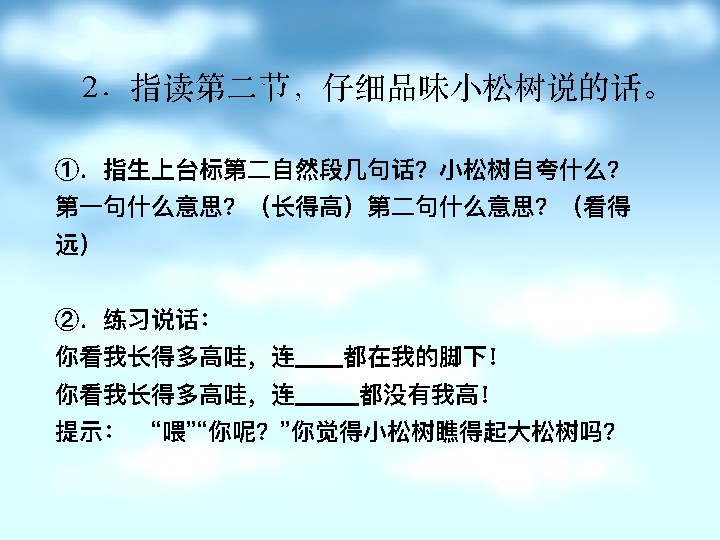 2．指读第二节，仔细品味小松树说的话。
①．指生上台标第二自然段几句话？小松树自夸什么？
第一句什么意思？（长得高）第二句什么意思？（看得
远）
②．练习说话：
你看我长得多高哇，连____都在我的脚下！
你看我长得多高哇，连_____都没有我高！
提示： “喂”“你呢？”你觉得小松树瞧得起大松树吗？